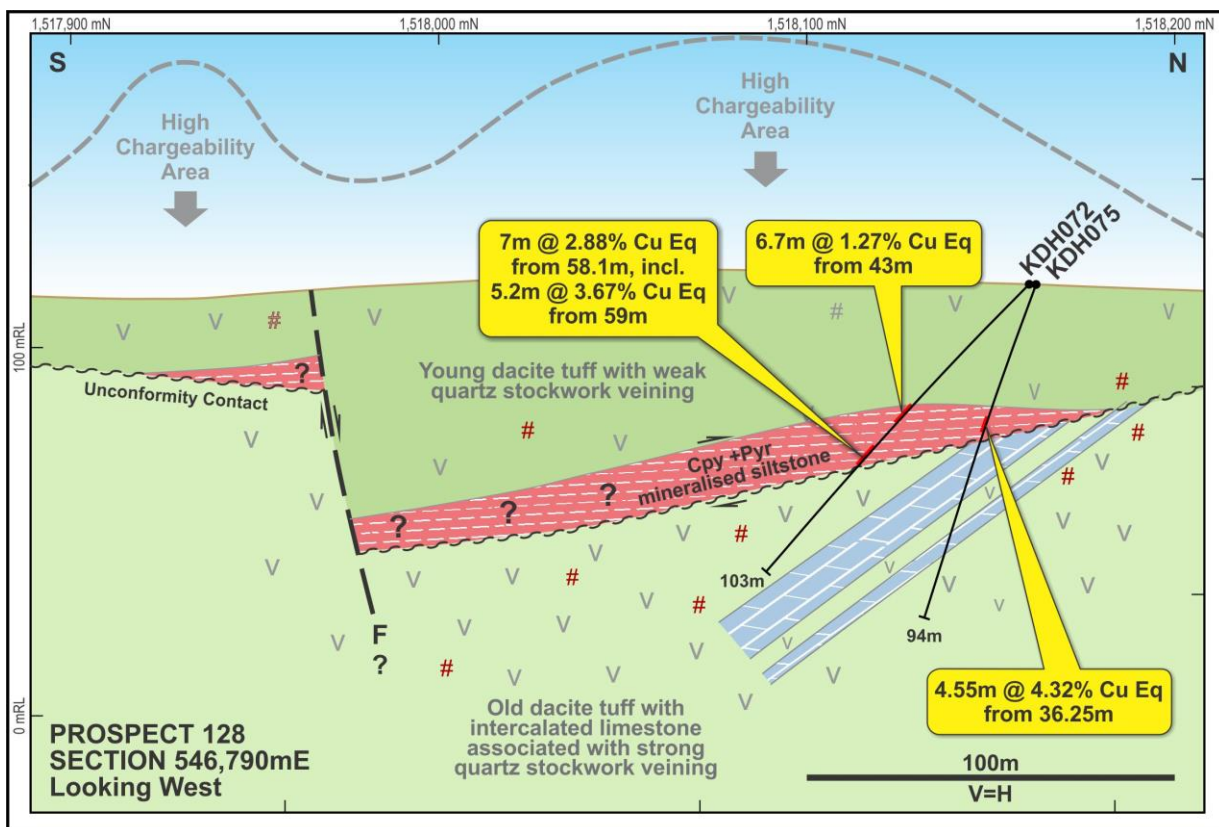 1,517,900 mN
1,518,000 mN
1,518,100 mN
1,518,200 mN
S
N
High
Chargeability
Area
High
Chargeability
Area
KDH072
KDH075
7m @ 2.88% Cu Eq
from 58.1m, incl.
5.2m @ 3.67% Cu Eq
from 59m
6.7m @ 1.27% Cu Eq
from 43m
100 mRL
Young dacite tuff with weak
quartz stockwork veining
?
Unconformity Contact
Cpy +Pyr
mineralised siltstone
?
?
?
103m
94m
F
?
4.55m @ 4.32% Cu Eq
from 36.25m
Old dacite tuff with
intercalated limestone
associated with strong
quartz stockwork veining
0 mRL
PROSPECT 128
SECTION 546,790mE
Looking West
100m
V=H